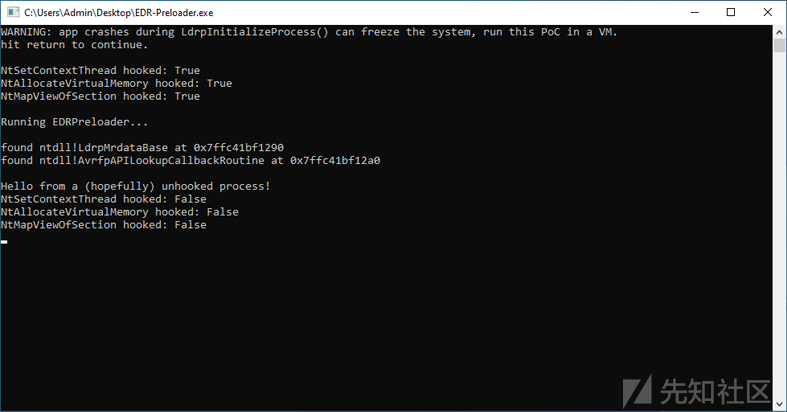 C:\Users\Admin\Desktop\EDR-Preloader.exe
WARNING: app crashes during LdrpInitializeProcess() can freeze the system, run this PoC in a VM.
hit return to continue.
NtSetContextThread hooked: True
NtAllocateVirtualMemory hooked: True
NtMapViewOfSection hooked: True
Running EDRPreloader...
found ntdll!LdrpMrdataBase at 0x7ffc41bf1290
found ntdll!AvrfpAPILookupCallbackRoutine at 0x7ffc41bf12a0
Hello from a (hopefully) unhooked process!
NtSetContextThread hooked: False
NtAllocateVirtualMemory hooked: False
NtMapViewOfSection hooked: False
先知社区